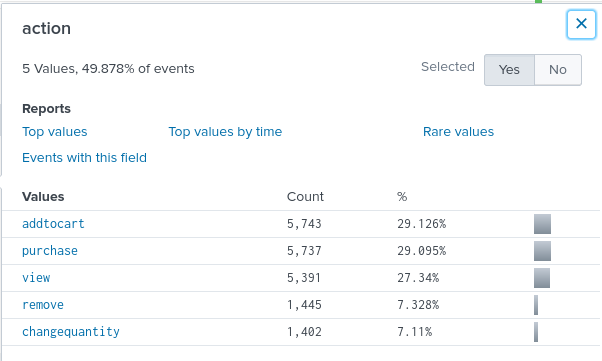 action
✕
5 Values, 49.878% of events
Selected Yes No
Reports
Top values Top values by time Rare values
Events with this field
Values Count %
addtocart 5,743 29.126%
purchase 5,737 29.095%
view 5,391 27.34%
remove 1,445 7.328%
changequantity 1,402 7.11%